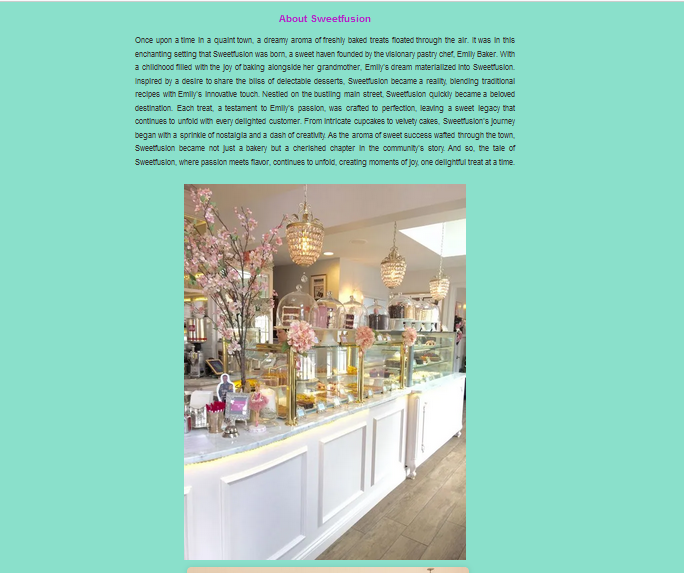 About Sweetfusion
Once upon a time in a quaint town, a dreamy aroma of freshly baked treats floated through the air. It was in this
enchanting setting that Sweetfusion was born, a sweet haven founded by the visionary pastry chef, Emily Baker. With
a childhood filled with the joy of baking alongside her grandmother, Emily's dream materialized into Sweetfusion.
Inspired by a desire to share the bliss of delectable desserts, Sweetfusion became a reality, blending traditional
recipes with Emily's innovative touch. Nestled on the bustling main street, Sweetfusion quickly became a beloved
destination. Each treat, a testament to Emily's passion, was crafted to perfection, leaving a sweet legacy that
continues to unfold with every delighted customer. From intricate cupcakes to velvety cakes, Sweetfusion's journey
began with a sprinkle of nostalgia and a dash of creativity. As the aroma of sweet success wafted through the town,
Sweetfusion became not just a bakery but a cherished chapter in the community's story. And so, the tale of
Sweetfusion, where passion meets flavor, continues to unfold, creating moments of joy, one delightful treat at a time.